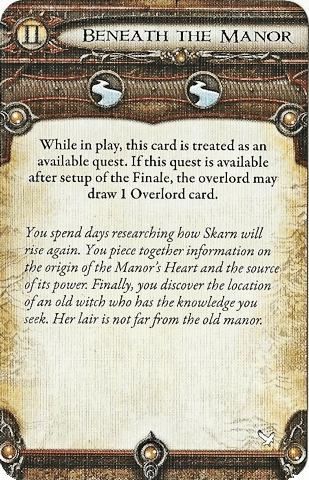 II
BENEATH THE MANOR
While in play, this card is treated as an
available quest. If this quest is available
after setup of the Finale, the overlord may
draw 1 Overlord card.
You spend days researching how Skarn will
rise again. You piece together information on
the origin of the Manor's Heart and the source
of its power. Finally, you discover the location
of an old witch who has the knowledge you
seek. Her lair is not far from the old manor.